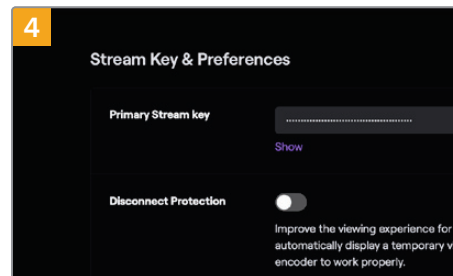 4
Stream Key & Preferences
Primary Stream key
Show
Disconnect Protection
Improve the viewing experience for
automatically display a temporary v
encoder to work properly.